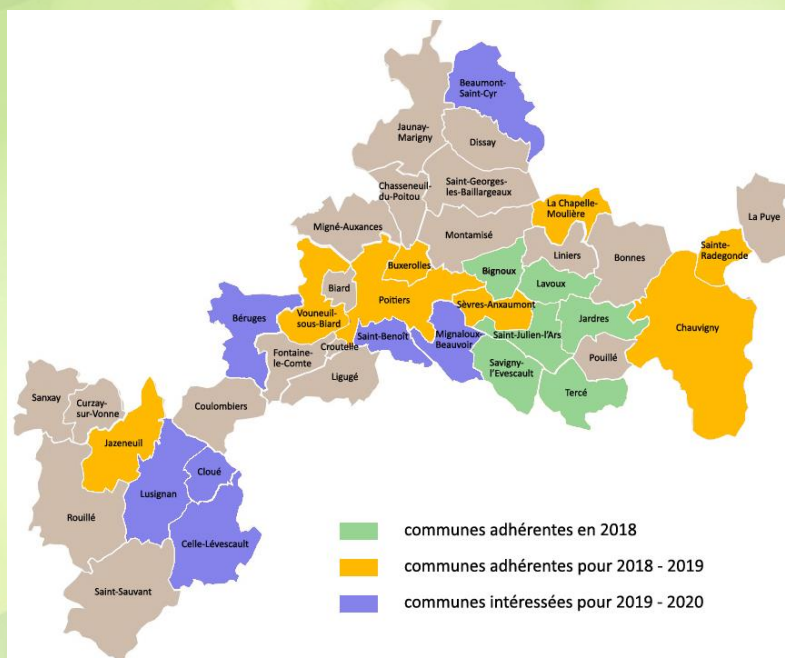 Beaumont-
Saint-Cyr
Jaunay-
Marigny
Dissay
Chasseneuil-
du-Poitou
Saint-Georges-
les-Baillargeaux
La Chapelle-
Moulière
La Puye
Migné-Auxances
Montamisé
Liniers
Bonnes
Sainte-
Radegonde
Buxerolles
Bignoux
Biard
Lavoux
Poitiers
Sèvres-Anxaumont
Béruges
Vouneuil-
sous-Biard
Jardres
Chauvigny
Saint-Benoît
Mignaloux-
Beauvoir
Saint-Julien-l'Ars
Croutelle
Fontaine-
le-Comte
Pouillé
Ligugé
Savigny-
l'Evescault
Tercé
Sanxay
Curzay-
sur-Vonne
Coulombiers
Jazeneuil
Cloué
Lusignan
Rouillé
Celle-Lévescault
Saint-Sauvant
communes adhérentes en 2018
communes adhérentes pour 2018 - 2019
communes intéressées pour 2019 - 2020